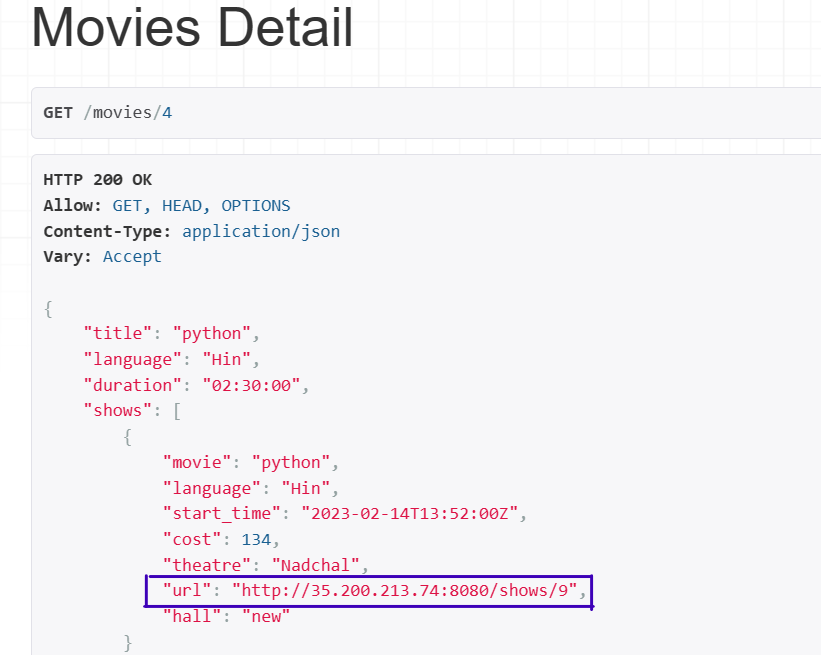 Movies Detail
GET /movies/4
HTTP 200 OK
Allow: GET, HEAD, OPTIONS
Content-Type: application/json
Vary: Accept
{
    "title": "python",
    "language": "Hin",
    "duration": "02:30:00",
    "shows": [
        {
            "movie": "python",
            "language": "Hin",
            "start_time": "2023-02-14T13:52:00Z",
            "cost": 134,
            "theatre": "Nadchal",
            "url": "http://35.200.213.74:8080/shows/9",
            "hall": "new"
        }